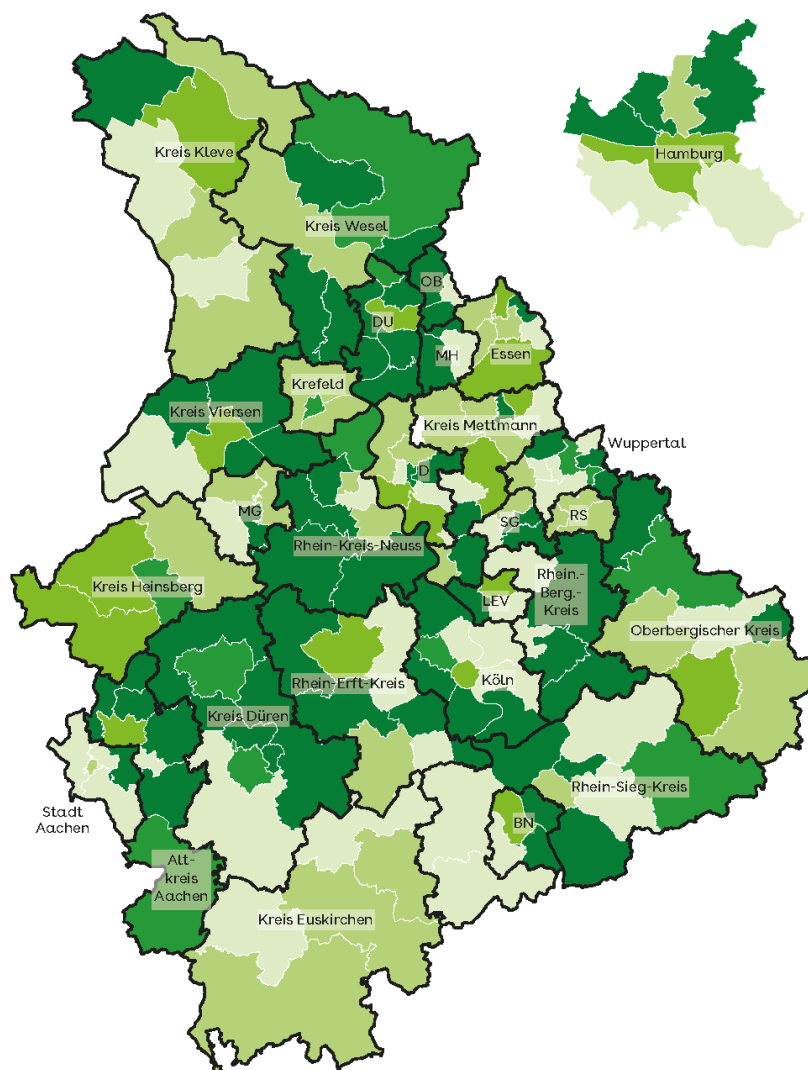 Kreis Kleve
Hamburg
Kreis Wesel
OB
DU
MH
Essen
Krefeld
Kreis Viersen
Kreis Mettmann
Wuppertal
D
MG
SG
RS
Rhein-Kreis-Neuss
Kreis Heinsberg
LEV
Rhein.-
Berg.-
Kreis
Oberbergischer Kreis
Rhein-Erft-Kreis
Köln
Kreis Düren
Rhein-Sieg-Kreis
Stadt
Aachen
BN
Alt-
kreis
Aachen
Kreis Euskirchen